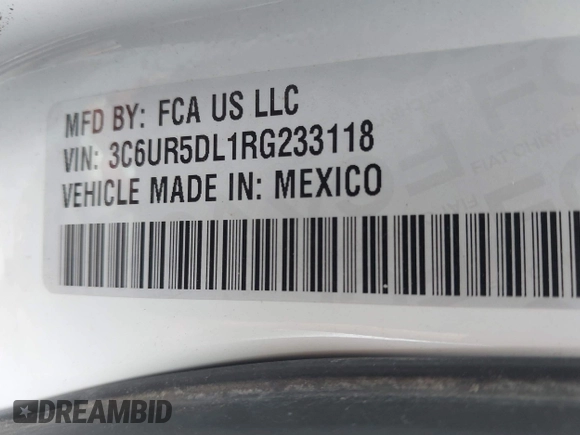 MFD BY: FCA US LLC
VIN: 3C6UR5DL1RG233118
VEHICLE MADE IN: MEXICO
DREAMBID